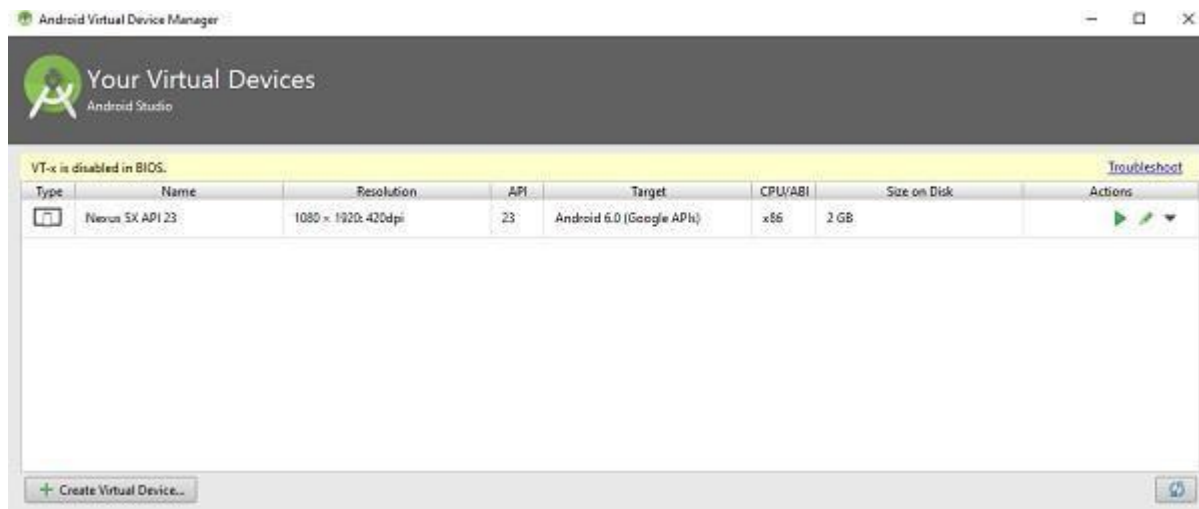 Android Virtual Device Manager
Your Virtual Devices
Android Studio
VT-x is disabled in BIOS. Troubleshoot
Type Name Resolution API Target CPU/ABI Size on Disk Actions
Nexus 5X API 23 1080 × 1920: 420dpi 23 Android 6.0 (Google APIs) x86 2 GB
+ Create Virtual Device...